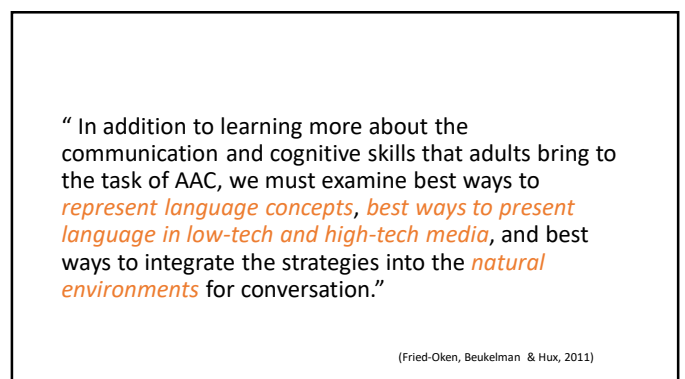 “ In addition to learning more about the
communication and cognitive skills that adults bring to
the task of AAC, we must examine best ways to
represent language concepts, best ways to present
language in low-tech and high-tech media, and best
ways to integrate the strategies into the natural
environments for conversation.”
(Fried-Oken, Beukelman & Hux, 2011)